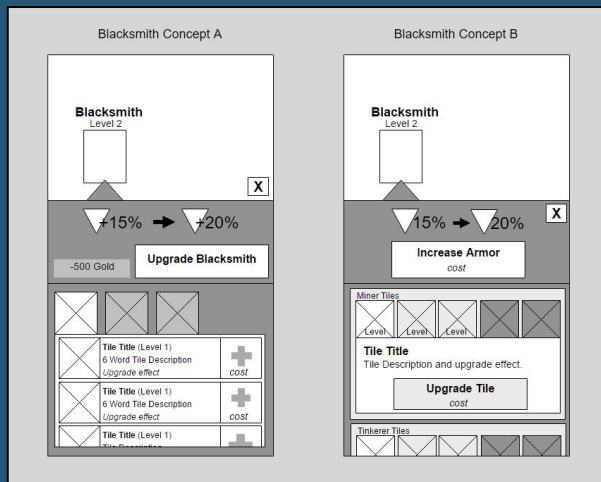 Blacksmith Concept A
Blacksmith
Level 2
X
+15%
+20%
-500 Gold
Upgrade Blacksmith
Tile Title (Level 1)
6 Word Tile Description
Upgrade effect
cost
Tile Title (Level 1)
6 Word Tile Description
Upgrade effect
cost
Tile Title (Level 1)
Tile Description
Blacksmith Concept B
Blacksmith
Level 2
X
15%
20%
Increase Armor
cost
Miner Tiles
Level
Level
Level
Tile Title
Tile Description and upgrade effect.
Upgrade Tile
cost
Tinkerer Tiles